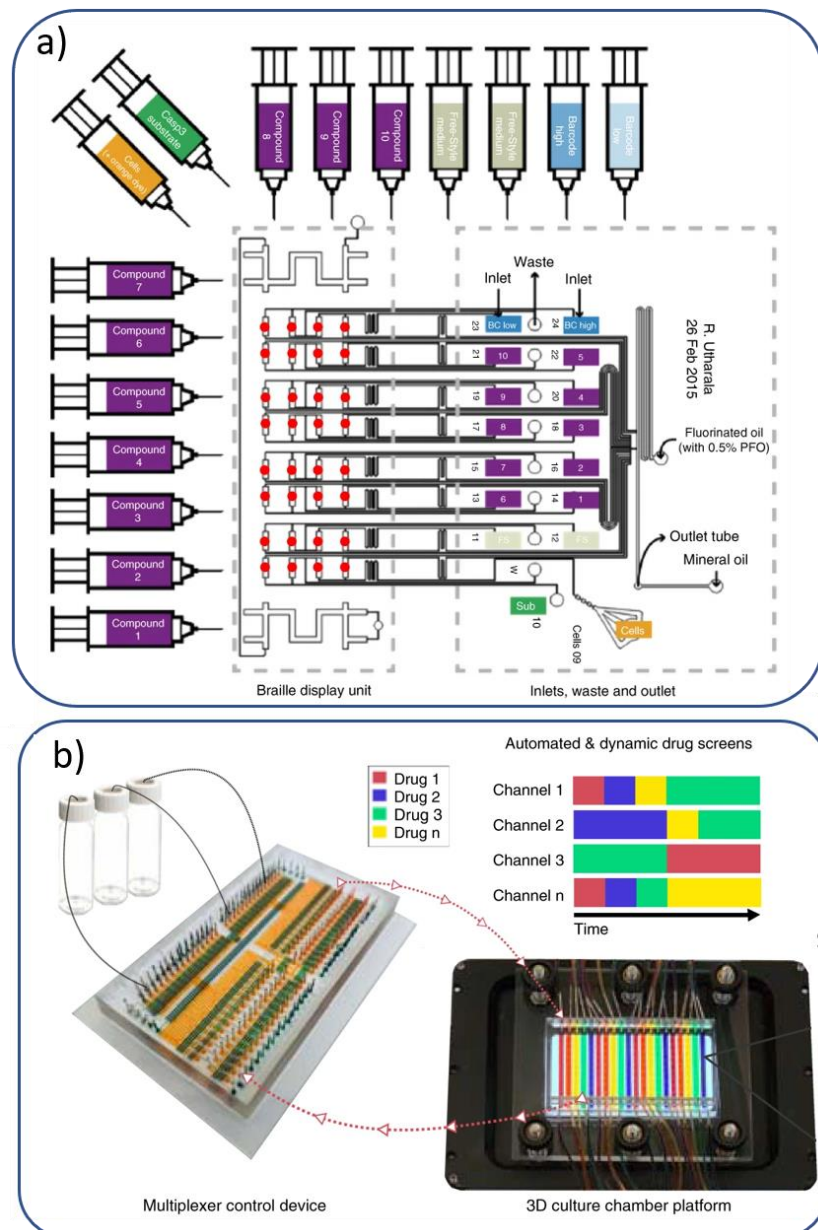 a)
Casp3
substrate
Cells
(+ orange dye)
Compound
8
Compound
9
Compound
10
Free-Style
medium
Free-Style
medium
Barcode
high
Barcode
low
Compound
7
Compound
6
Compound
5
Compound
4
Compound
3
Compound
2
Compound
1
Waste
Inlet
Inlet
23
BC low
24
BC high
21
10
22
5
19
9
20
4
17
8
18
3
15
7
16
2
13
6
14
1
11
FS
12
FS
W
Sub
10
Cells 09
Cells
R. Utharala
26 Feb 2015
Fluorinated oil
(with 0.5% PFO)
Outlet tube
Mineral oil
Braille display unit
Inlets, waste and outlet
b)
Drug 1
Drug 2
Drug 3
Drug n
Automated & dynamic drug screens
Channel 1
Channel 2
Channel 3
Channel n
Time
Multiplexer control device
3D culture chamber platform